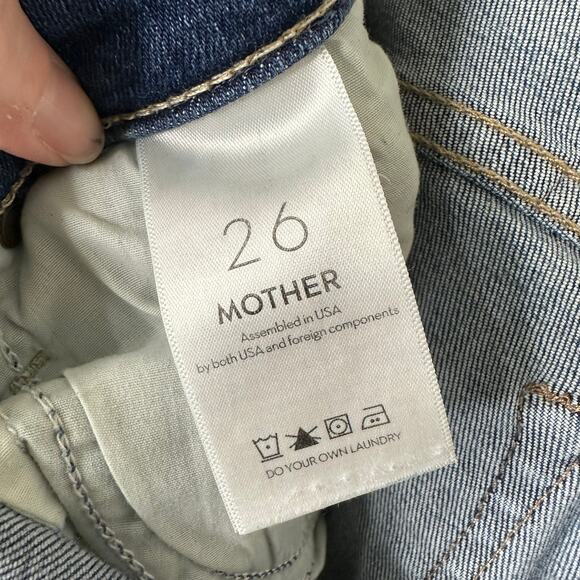 26
MOTHER
Assembled in USA
by both USA and foreign components
DO YOUR OWN LAUNDRY